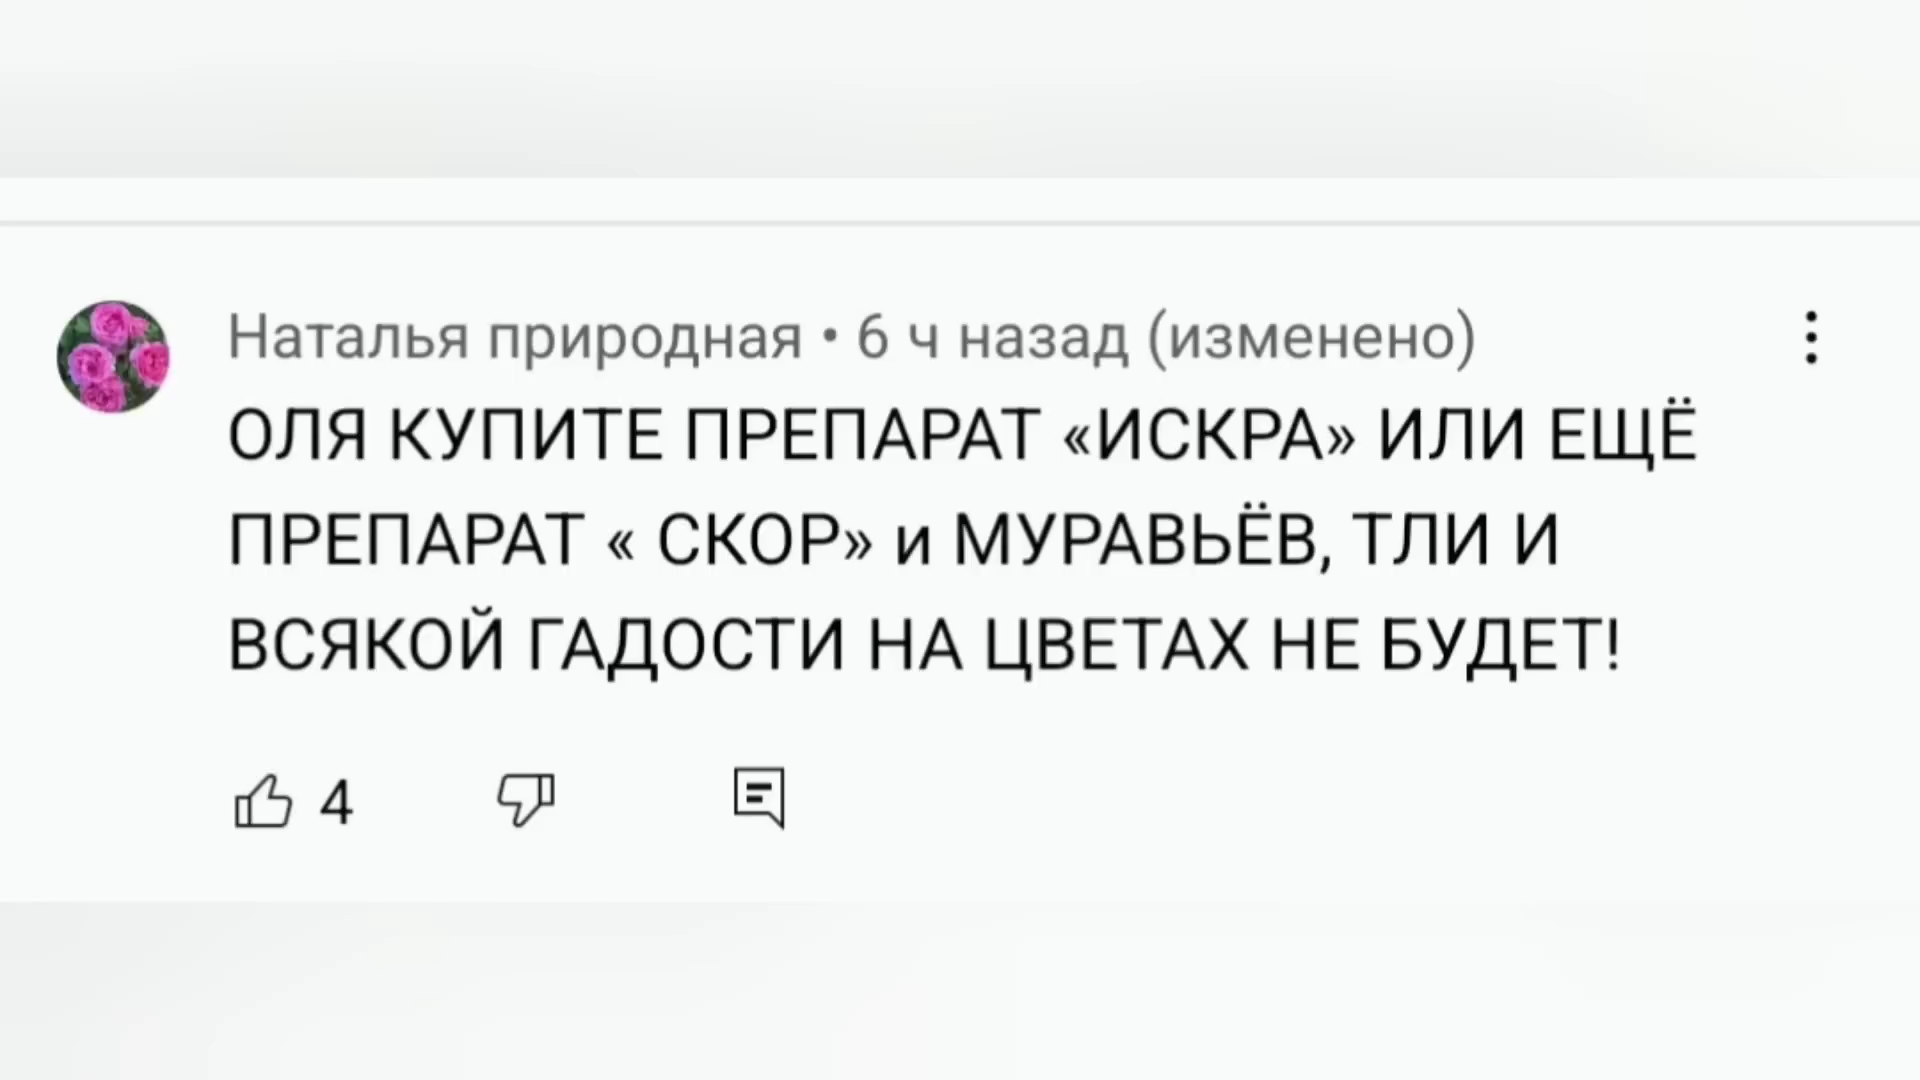 Наталья природная • 6 ч назад (изменено)
ОЛЯ КУПИТЕ ПРЕПАРАТ «ИСКРА» ИЛИ ЕЩЁ
ПРЕПАРАТ « СКОР» и МУРАВЬЁВ, ТЛИ И
ВСЯКОЙ ГАДОСТИ НА ЦВЕТАХ НЕ БУДЕТ!
4